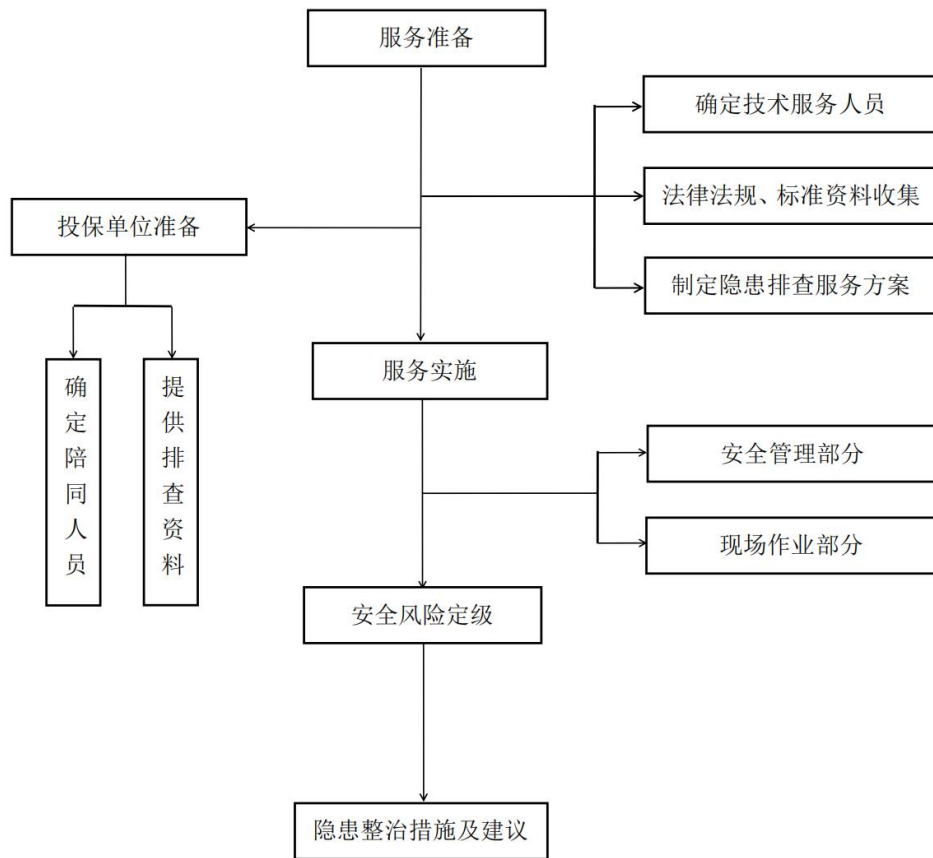 服务准备
确定技术服务人员
法律法规、标准资料收集
投保单位准备
制定隐患排查服务方案
服务实施
确定陪同人员
提供排查资料
安全管理部分
现场作业部分
安全风险定级
隐患整治措施及建议